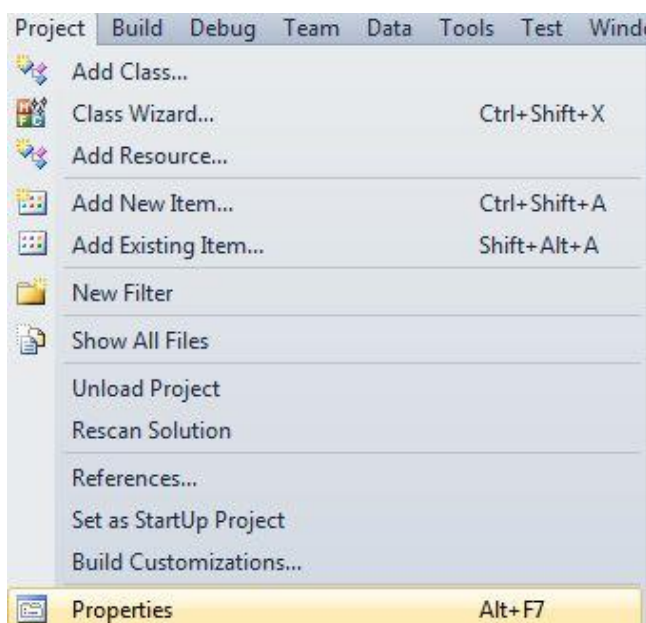 Project Build Debug Team Data Tools Test Wind
Add Class...
Class Wizard... Ctrl+Shift+X
Add Resource...
Add New Item... Ctrl+Shift+A
Add Existing Item... Shift+Alt+A
New Filter
Show All Files
Unload Project
Rescan Solution
References...
Set as StartUp Project
Build Customizations...
Properties Alt+F7